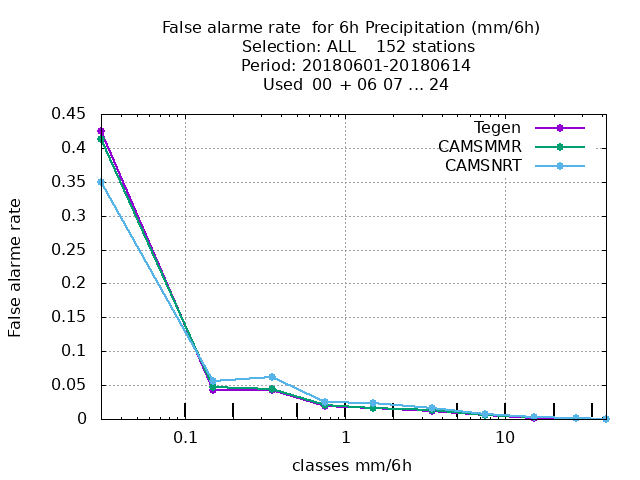 False alarme rate  for 6h Precipitation (mm/6h)
Selection: ALL    152 stations
Period: 20180601-20180614
Used  00  + 06 07 ... 24
Tegen
CAMSMMR
CAMSNRT
False alarme rate
0.45
0.4
0.35
0.3
0.25
0.2
0.15
0.1
0.05
0
0.1 1 10
classes mm/6h